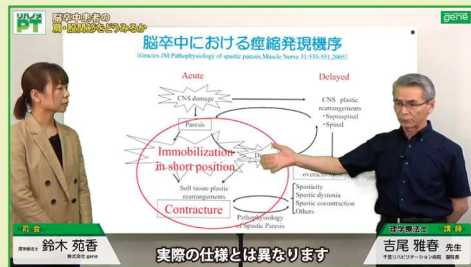 リハノメ
PT
脳卒中患者の
肩・股関節をどうみるか
gene
脳卒中における痙縮発現機序
(Gracies JM:Pathophysiology of spastic paresis.Muscle Nerve 31:535-551,2005)
Acute
Delayed
CNS damage
CNS plastic
rearrangements
・Supraspinal
・Spinal
Paresis
Immobilization
in short position
Soft tissue plastic
rearrangements
Contracture
Spasticity
Spastic dystonia
Spastic cocontraction
Others
Pathophysiology
of Spastic Paresis
司会
理学療法士 鈴木 苑香
株式会社 gene
実際の仕様とは異なります
理学療法士
講師
吉尾 雅春 先生
千里リハビリテーション病院 副院長